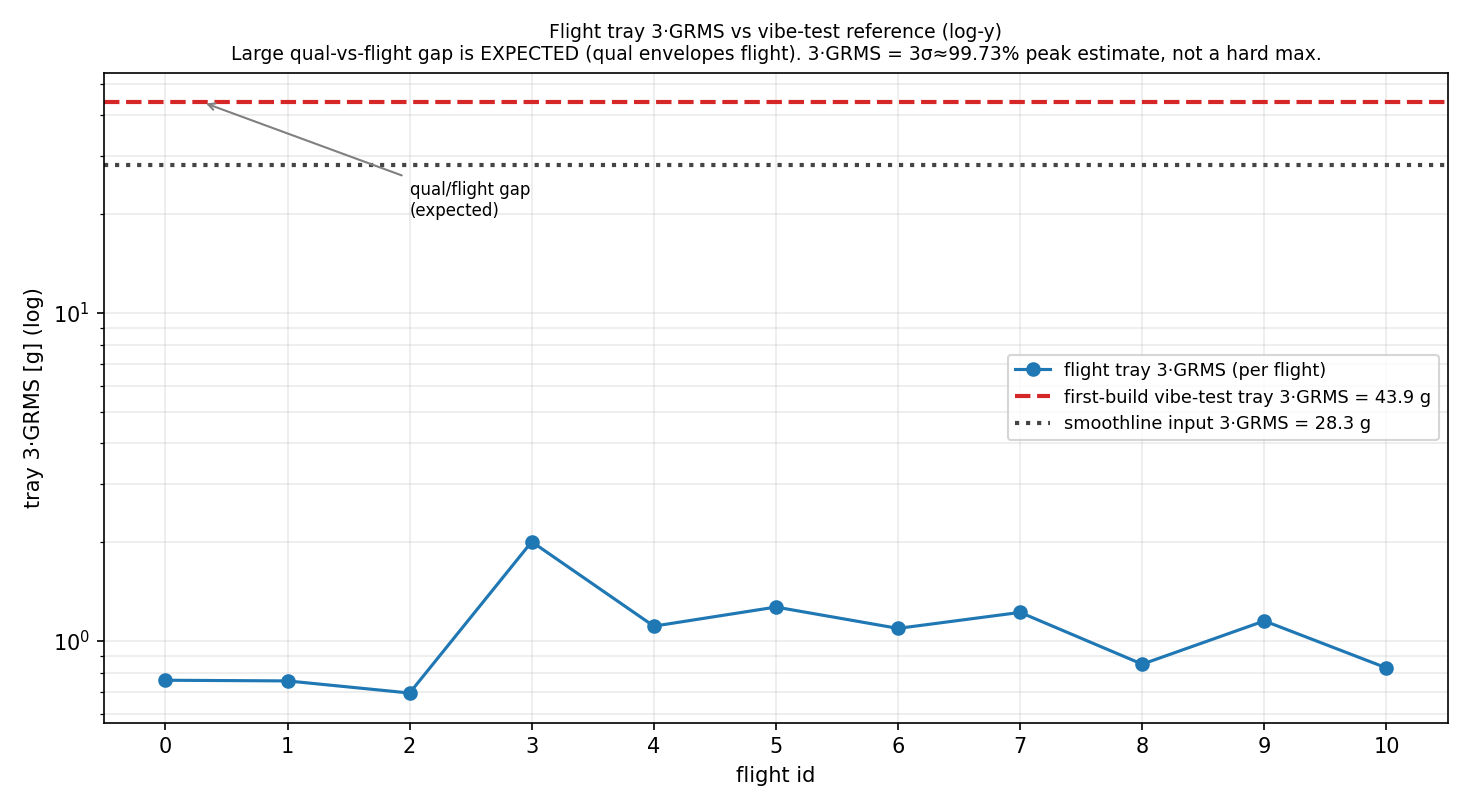 Flight tray 3·GRMS vs vibe-test reference (log-y)
Large qual-vs-flight gap is EXPECTED (qual envelopes flight). 3·GRMS = 3σ≈99.73% peak estimate, not a hard max.
qual/flight gap
(expected)
tray 3·GRMS [g] (log)
10¹
10⁰
flight tray 3·GRMS (per flight)
first-build vibe-test tray 3·GRMS = 43.9 g
smoothline input 3·GRMS = 28.3 g
0 1 2 3 4 5 6 7 8 9 10
flight id